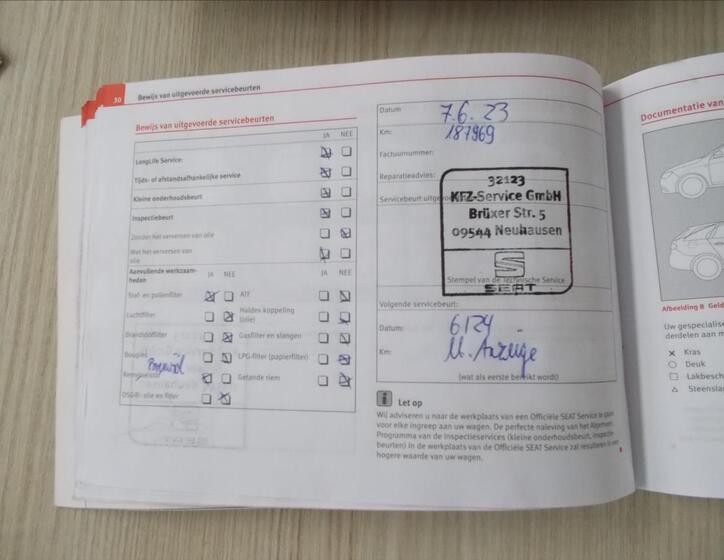 30 Bewijs van uitgevoerde servicebeurten
Bewijs van uitgevoerde servicebeurten
JA NEE
LongLife Service:
Tijds- of afstandsafhankelijke service
Kleine onderhoudsbeurt
Inspectiebeurt
Zonder het verversen van olie
Met het verversen van
olie
Aanvullende werkzaam-
heden
JA NEE
JA NEE
Stof- en pollenfilter
ATF
Luchtfilter
Haldex koppeling
(olie)
Brandstoffilter
Gasfilter en slangen
Bougies
LPG-filter (papierfilter)
Remvloeistof
Getande riem
DSG®: olie en filter
Datum
7.6.23
Km:
187969
Factuurnummer:
Reparatieadvies:
Servicebeurt
32123
KFZ-Service GmbH
Brüxer Str. 5
09544 Neuhausen
SEAT
Stempel van de Technische Service
Volgende servicebeurt:
Datum:
6/24
Km:
U. Anzeige
(wat als eerste bereikt wordt)
Let op
Wij adviseren u naar de werkplaats van een Officiële SEAT Service te gaan
voor elke ingreep aan uw wagen. De perfecte naleving van het Algemeen
Programma van de Inspectieservices (kleine onderhoudsbeurt, inspectie-
beurten) in de werkplaats van de Officiële SEAT Service zal resulteren in een
hogere waarde van uw wagen.
Documentatie van
Afbeelding 8 Geld
Uw gespecialise
derdelen aan m
Kras
Deuk
Lakbesch
Steensla